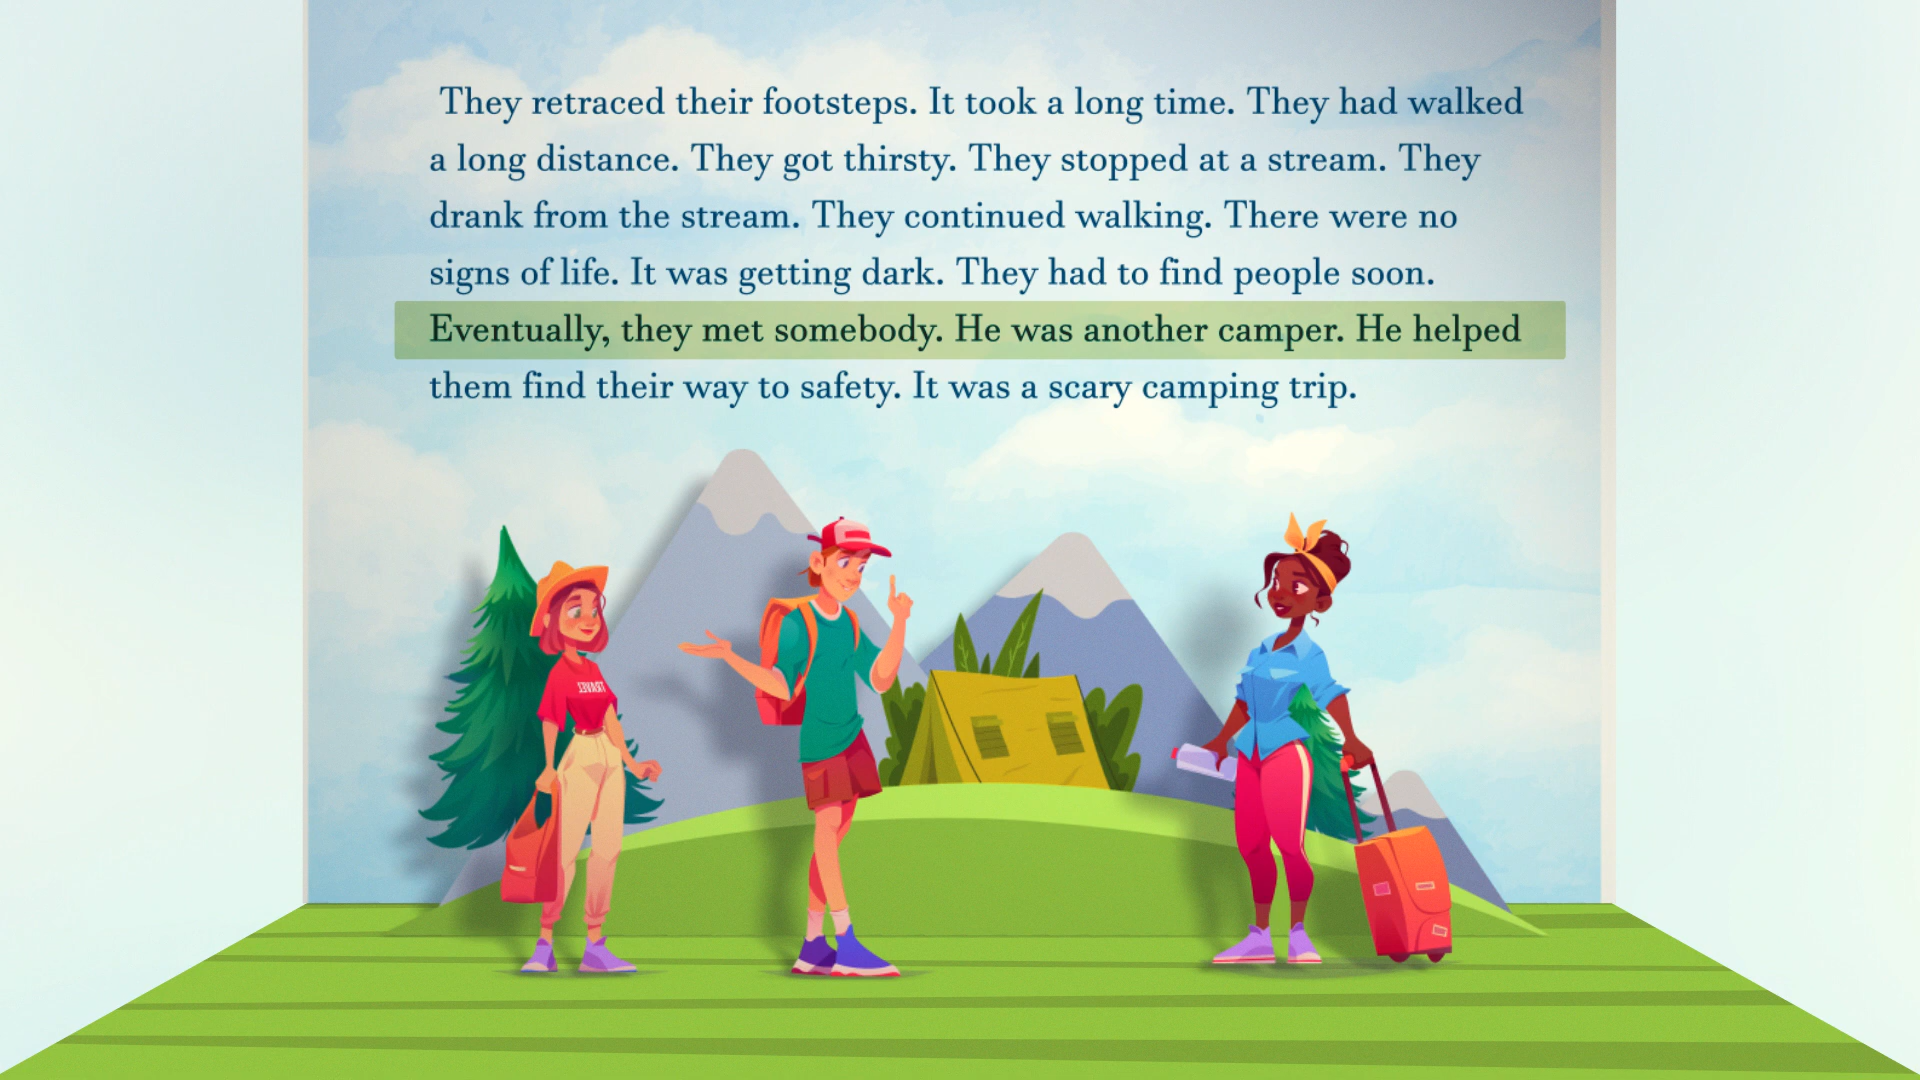 They retraced their footsteps. It took a long time. They had walked
a long distance. They got thirsty. They stopped at a stream. They
drank from the stream. They continued walking. There were no
signs of life. It was getting dark. They had to find people soon.
Eventually, they met somebody. He was another camper. He helped
them find their way to safety. It was a scary camping trip.
TRAVEL